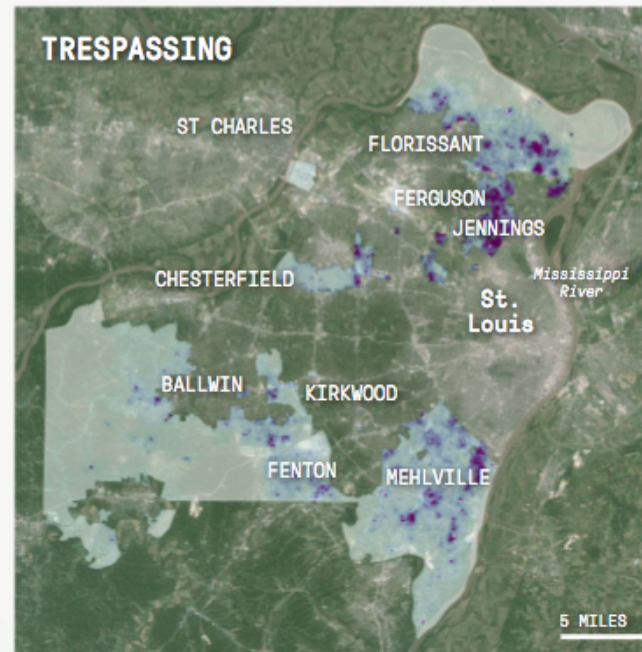 TRESPASSING
ST CHARLES
FLORISSANT
FERGUSON
JENNINGS
CHESTERFIELD
Mississippi
River
St.
Louis
BALLWIN
KIRKWOOD
FENTON
MEHLVILLE
5 MILES